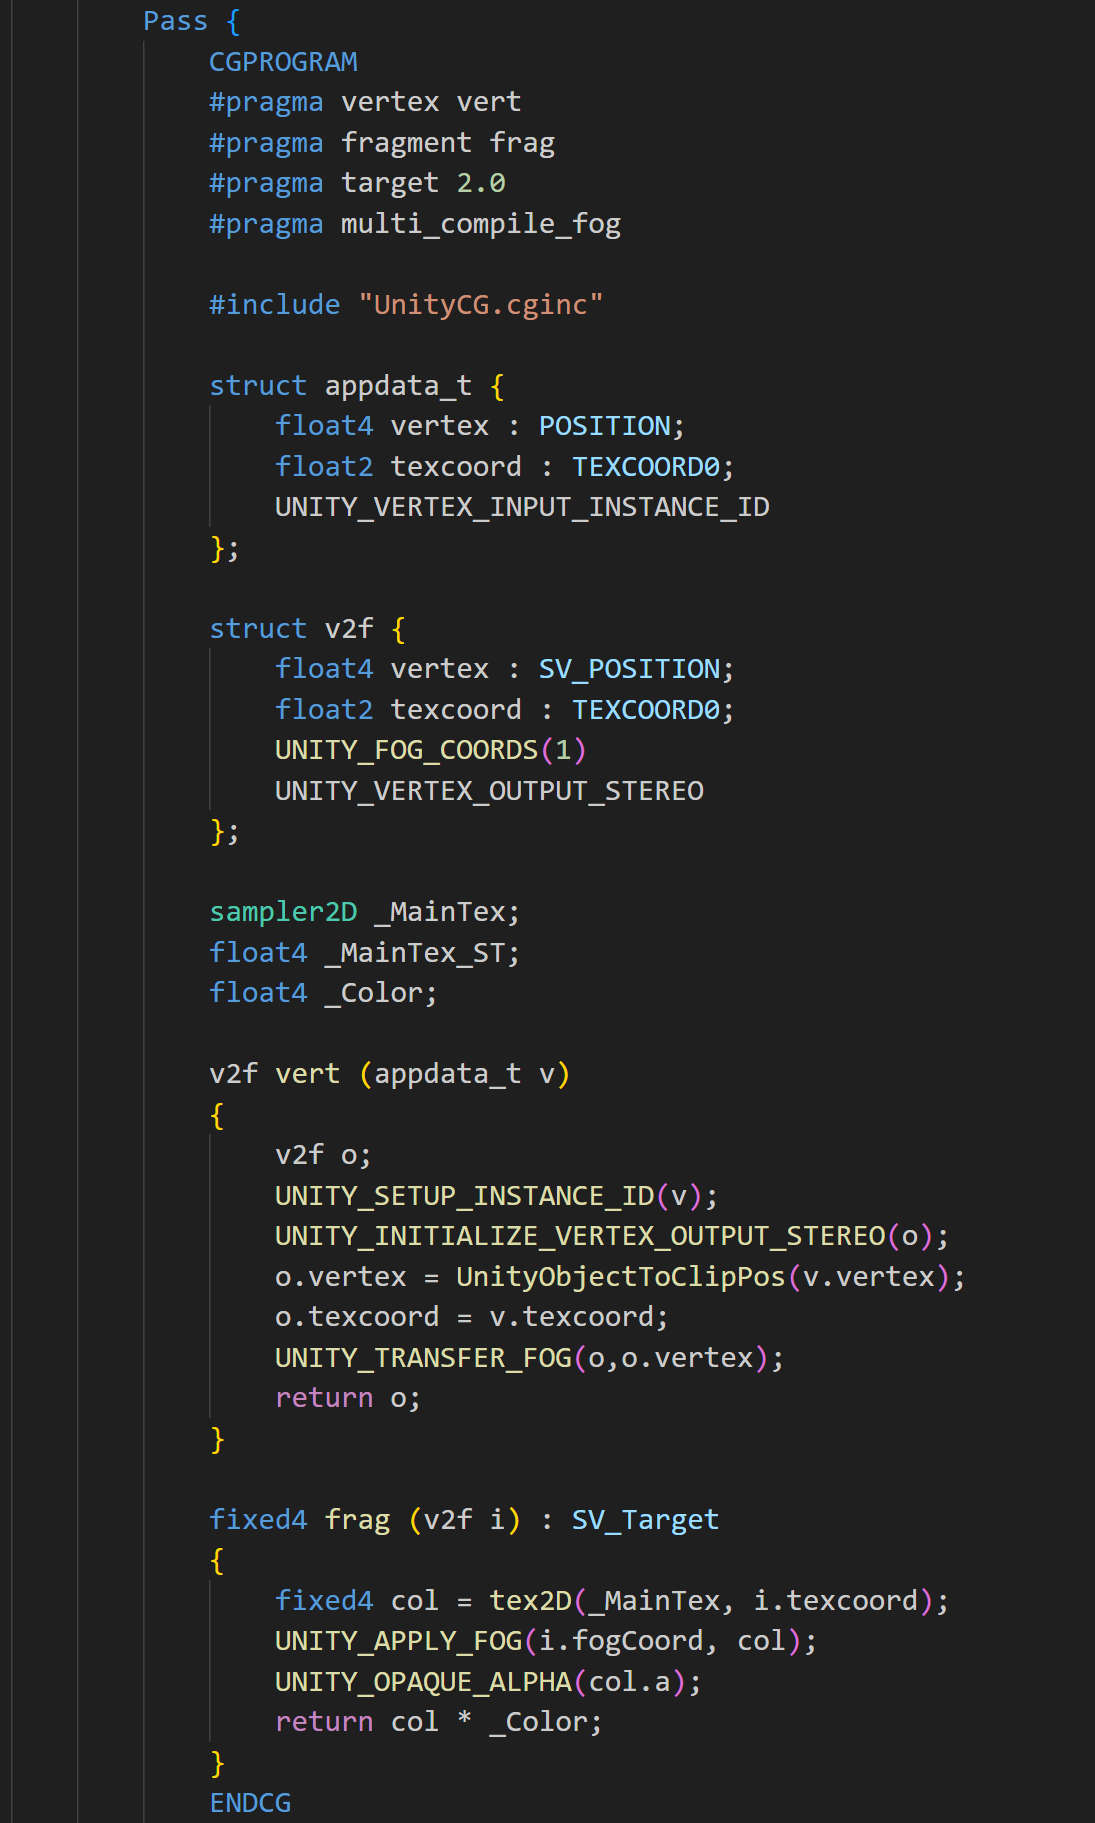 Pass {
CGPROGRAM
#pragma vertex vert
#pragma fragment frag
#pragma target 2.0
#pragma multi_compile_fog
#include "UnityCG.cginc"
struct appdata_t {
float4 vertex : POSITION;
float2 texcoord : TEXCOORD0;
UNITY_VERTEX_INPUT_INSTANCE_ID
};
struct v2f {
float4 vertex : SV_POSITION;
float2 texcoord : TEXCOORD0;
UNITY_FOG_COORDS(1)
UNITY_VERTEX_OUTPUT_STEREO
};
sampler2D _MainTex;
float4 _MainTex_ST;
float4 _Color;
v2f vert (appdata_t v)
{
v2f o;
UNITY_SETUP_INSTANCE_ID(v);
UNITY_INITIALIZE_VERTEX_OUTPUT_STEREO(o);
o.vertex = UnityObjectToClipPos(v.vertex);
o.texcoord = v.texcoord;
UNITY_TRANSFER_FOG(o,o.vertex);
return o;
}
fixed4 frag (v2f i) : SV_Target
{
fixed4 col = tex2D(_MainTex, i.texcoord);
UNITY_APPLY_FOG(i.fogCoord, col);
UNITY_OPAQUE_ALPHA(col.a);
return col * _Color;
}
ENDCG